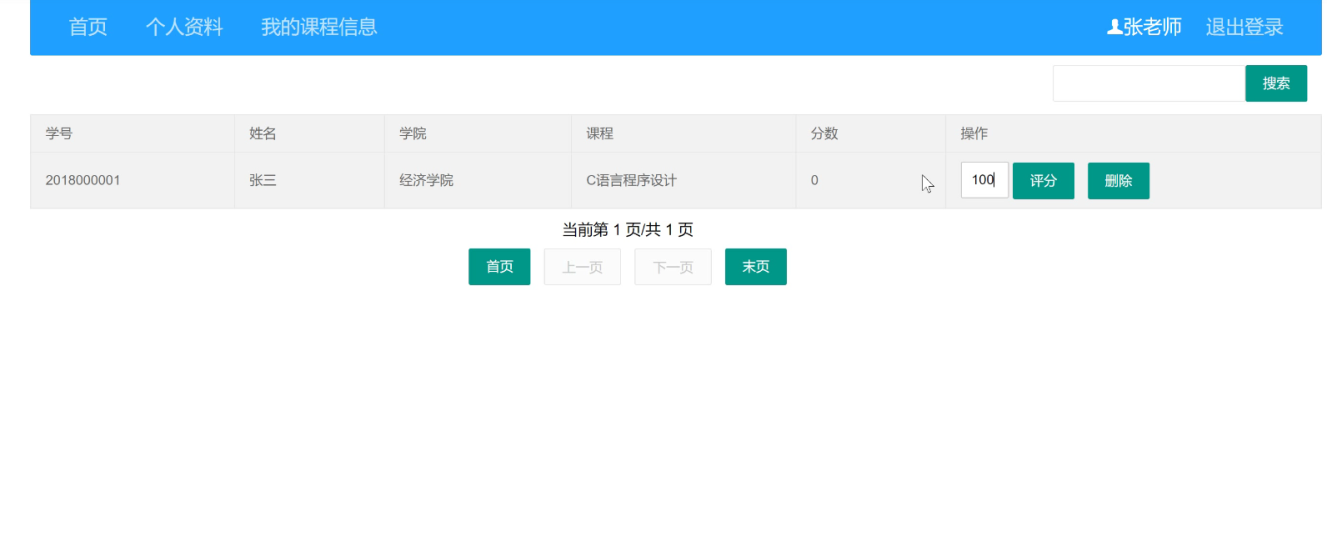 首页 个人资料 我的课程信息 张老师 退出登录
搜索
学号 姓名 学院 课程 分数 操作
2018000001 张三 经济学院 C语言程序设计 0 100 评分 删除
当前第 1 页/共 1 页
首页 上一页 下一页 末页